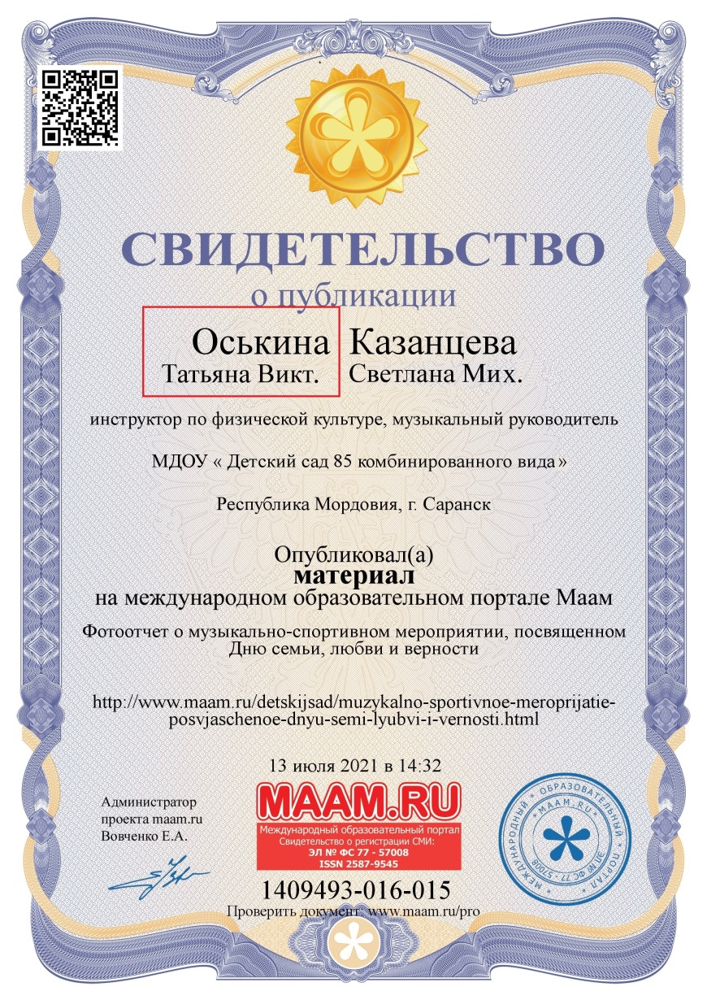 СВИДЕТЕЛЬСТВО
о публикации
Оськина Казанцева
Татьяна Викт. Светлана Мих.
инструктор по физической культуре, музыкальный руководитель
МДОУ « Детский сад 85 комбинированного вида»
Республика Мордовия, г. Саранск
Опубликовал(а)
материал
на международном образовательном портале Маам
Фотоотчет о музыкально-спортивном мероприятии, посвященном
Дню семьи, любви и верности
http://www.maam.ru/detskijsad/muzykalno-sportivnoe-meroprijatie-
posvjaschenoe-dnyu-semi-lyubvi-i-vernosti.html
13 июля 2021 в 14:32
Администратор
проекта maam.ru
Вовченко Е.А.
MAAM.RU
Международный образовательный портал
Свидетельство о регистрации СМИ:
ЭЛ № ФС 77 - 57008
ISSN 2587-9545
1409493-016-015
Проверить документ: www.maam.ru/pro
* МЕЖДУНАРОДНЫЙ * ОБРАЗОВАТЕЛЬНЫЙ * ПОРТАЛ *
* MAAM.RU *
ЭЛ № ФС 77 - 57008